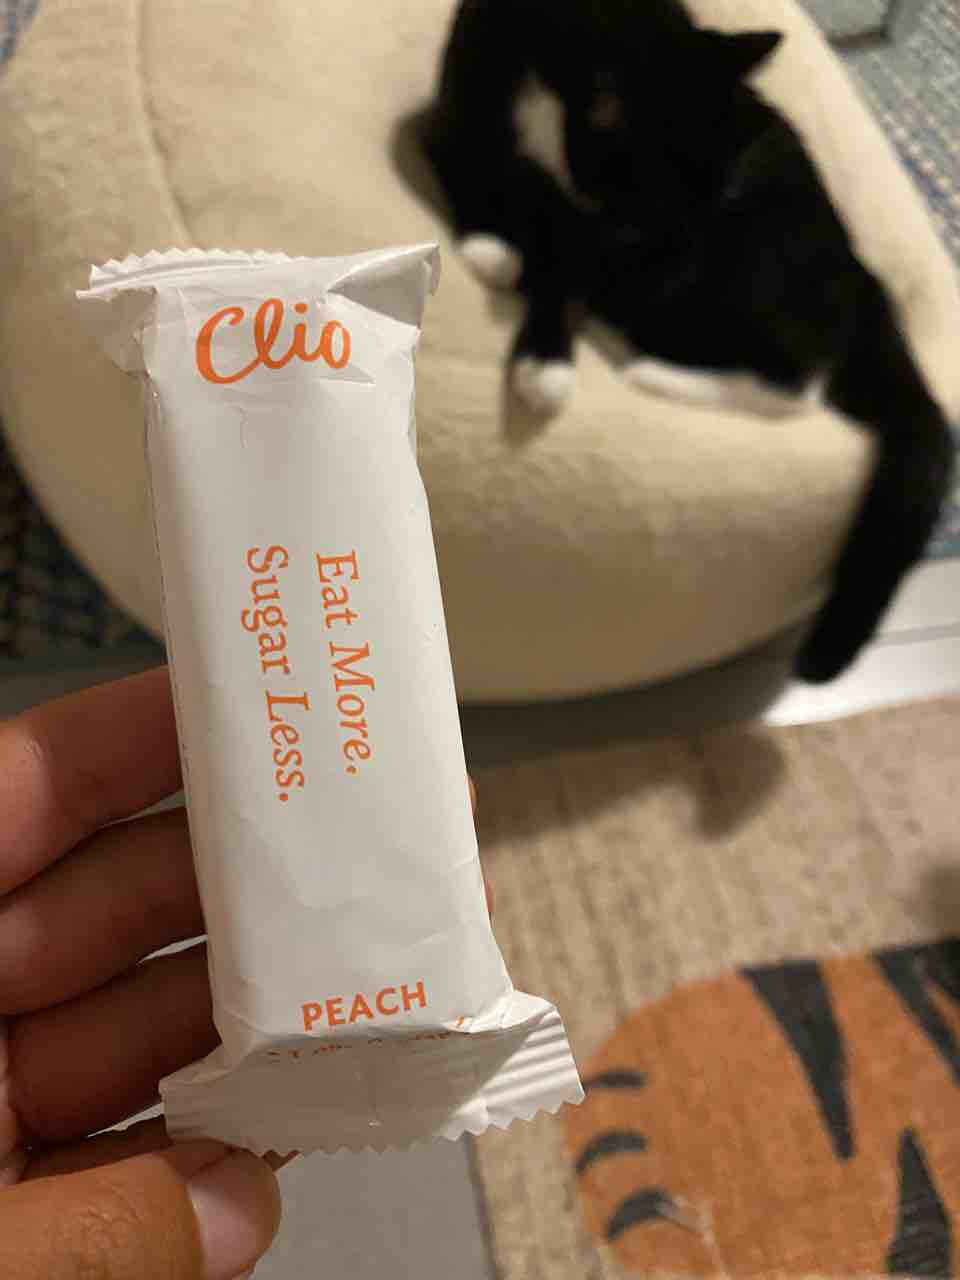 Clio
Eat More.
Sugar Less.
PEACH